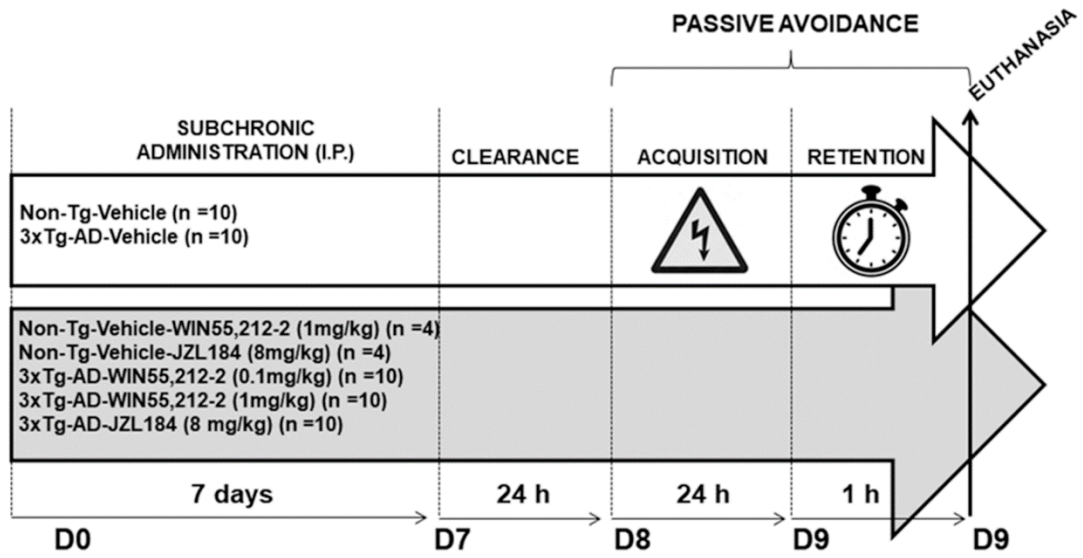 PASSIVE AVOIDANCE
EUTHANASIA
SUBCHRONIC
ADMINISTRATION (I.P.)
CLEARANCE
ACQUISITION
RETENTION
Non-Tg-Vehicle (n =10)
3xTg-AD-Vehicle (n =10)
Non-Tg-Vehicle-WIN55,212-2 (1mg/kg) (n =4)
Non-Tg-Vehicle-JZL184 (8mg/kg) (n =4)
3xTg-AD-WIN55,212-2 (0.1mg/kg) (n =10)
3xTg-AD-WIN55,212-2 (1mg/kg) (n =10)
3xTg-AD-JZL184 (8 mg/kg) (n =10)
7 days
24 h
24 h
1 h
D0
D7
D8
D9
D9